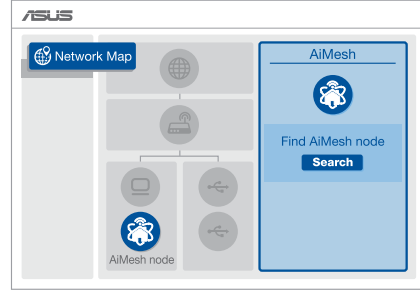 ASUS
Network Map
AiMesh
Find AiMesh node
Search
AiMesh node